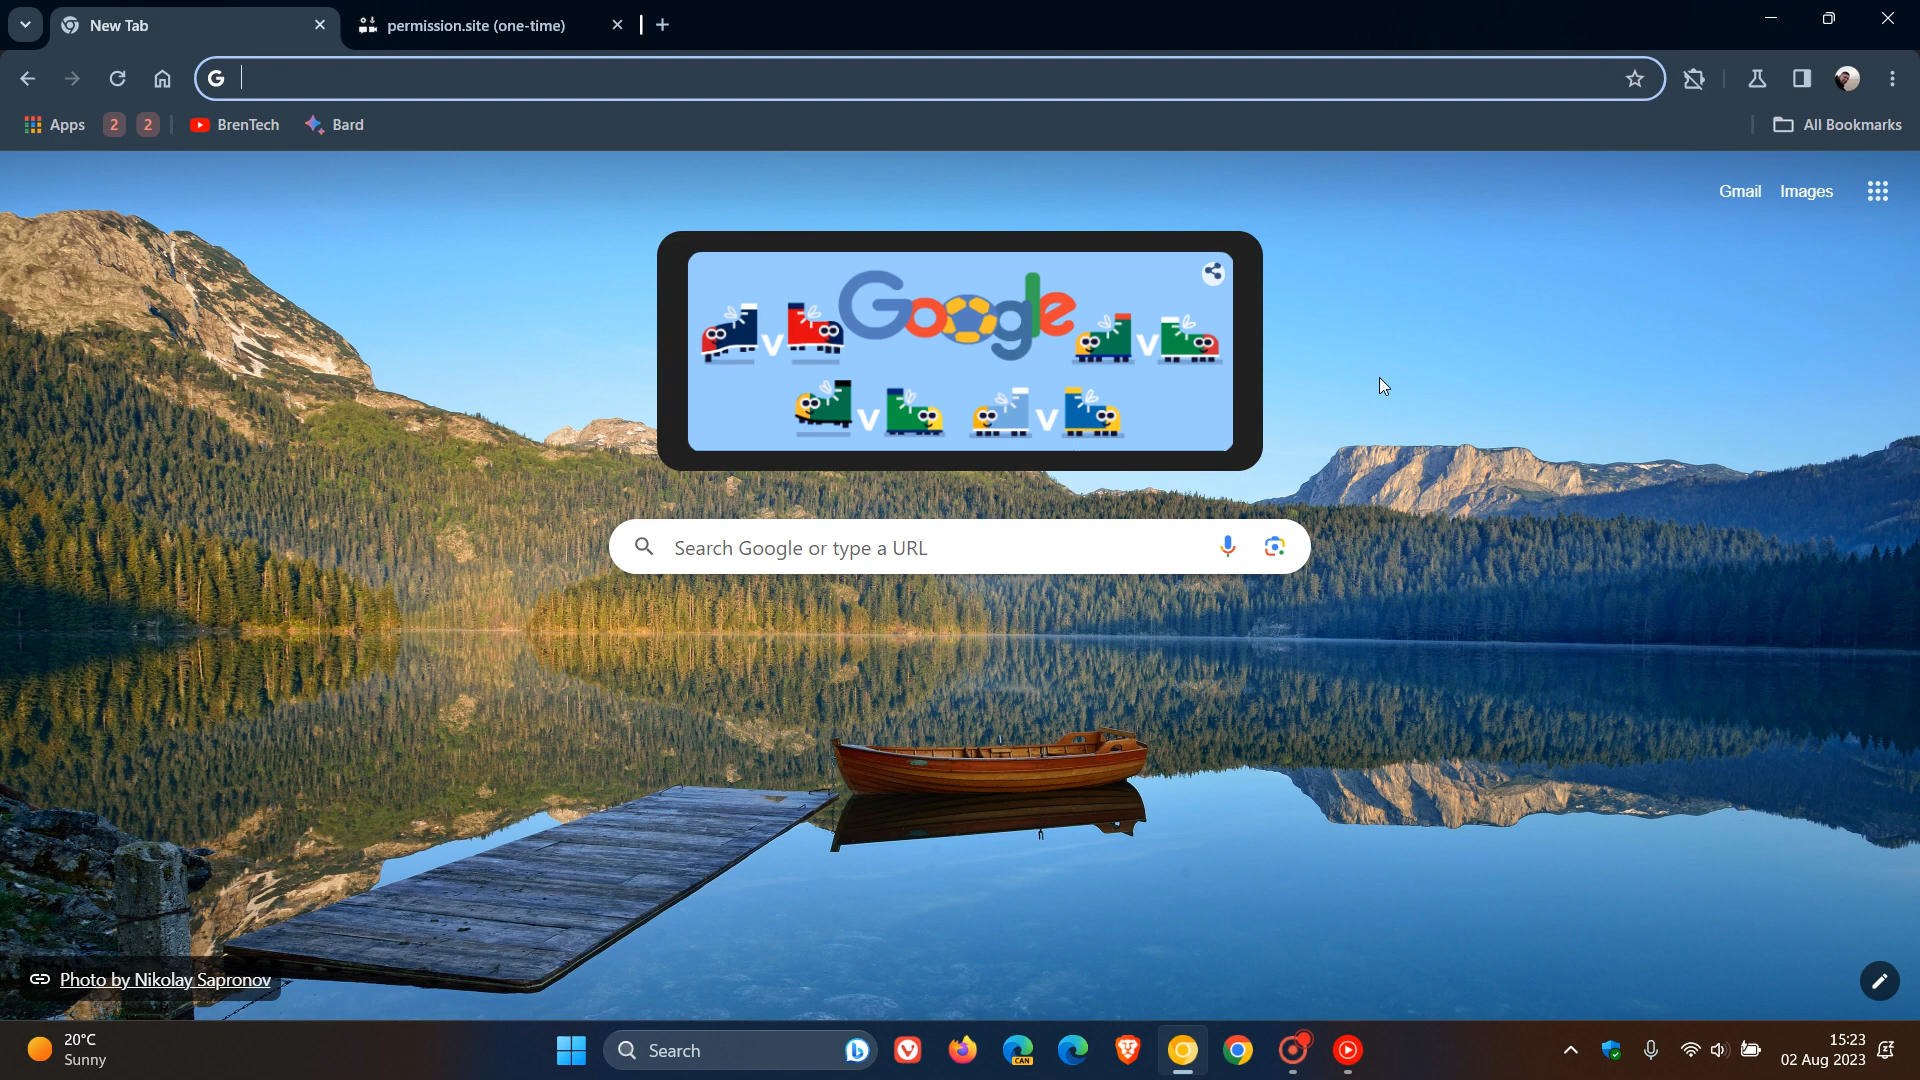 New Tab
permission.site (one-time)
Apps
2
2
BrenTech
Bard
All Bookmarks
Gmail
Images
Google
V
V
V
V
Search Google or type a URL
Photo by Nikolay Sapronov
20°C
Sunny
Search
CAN
15:23
02 Aug 2023